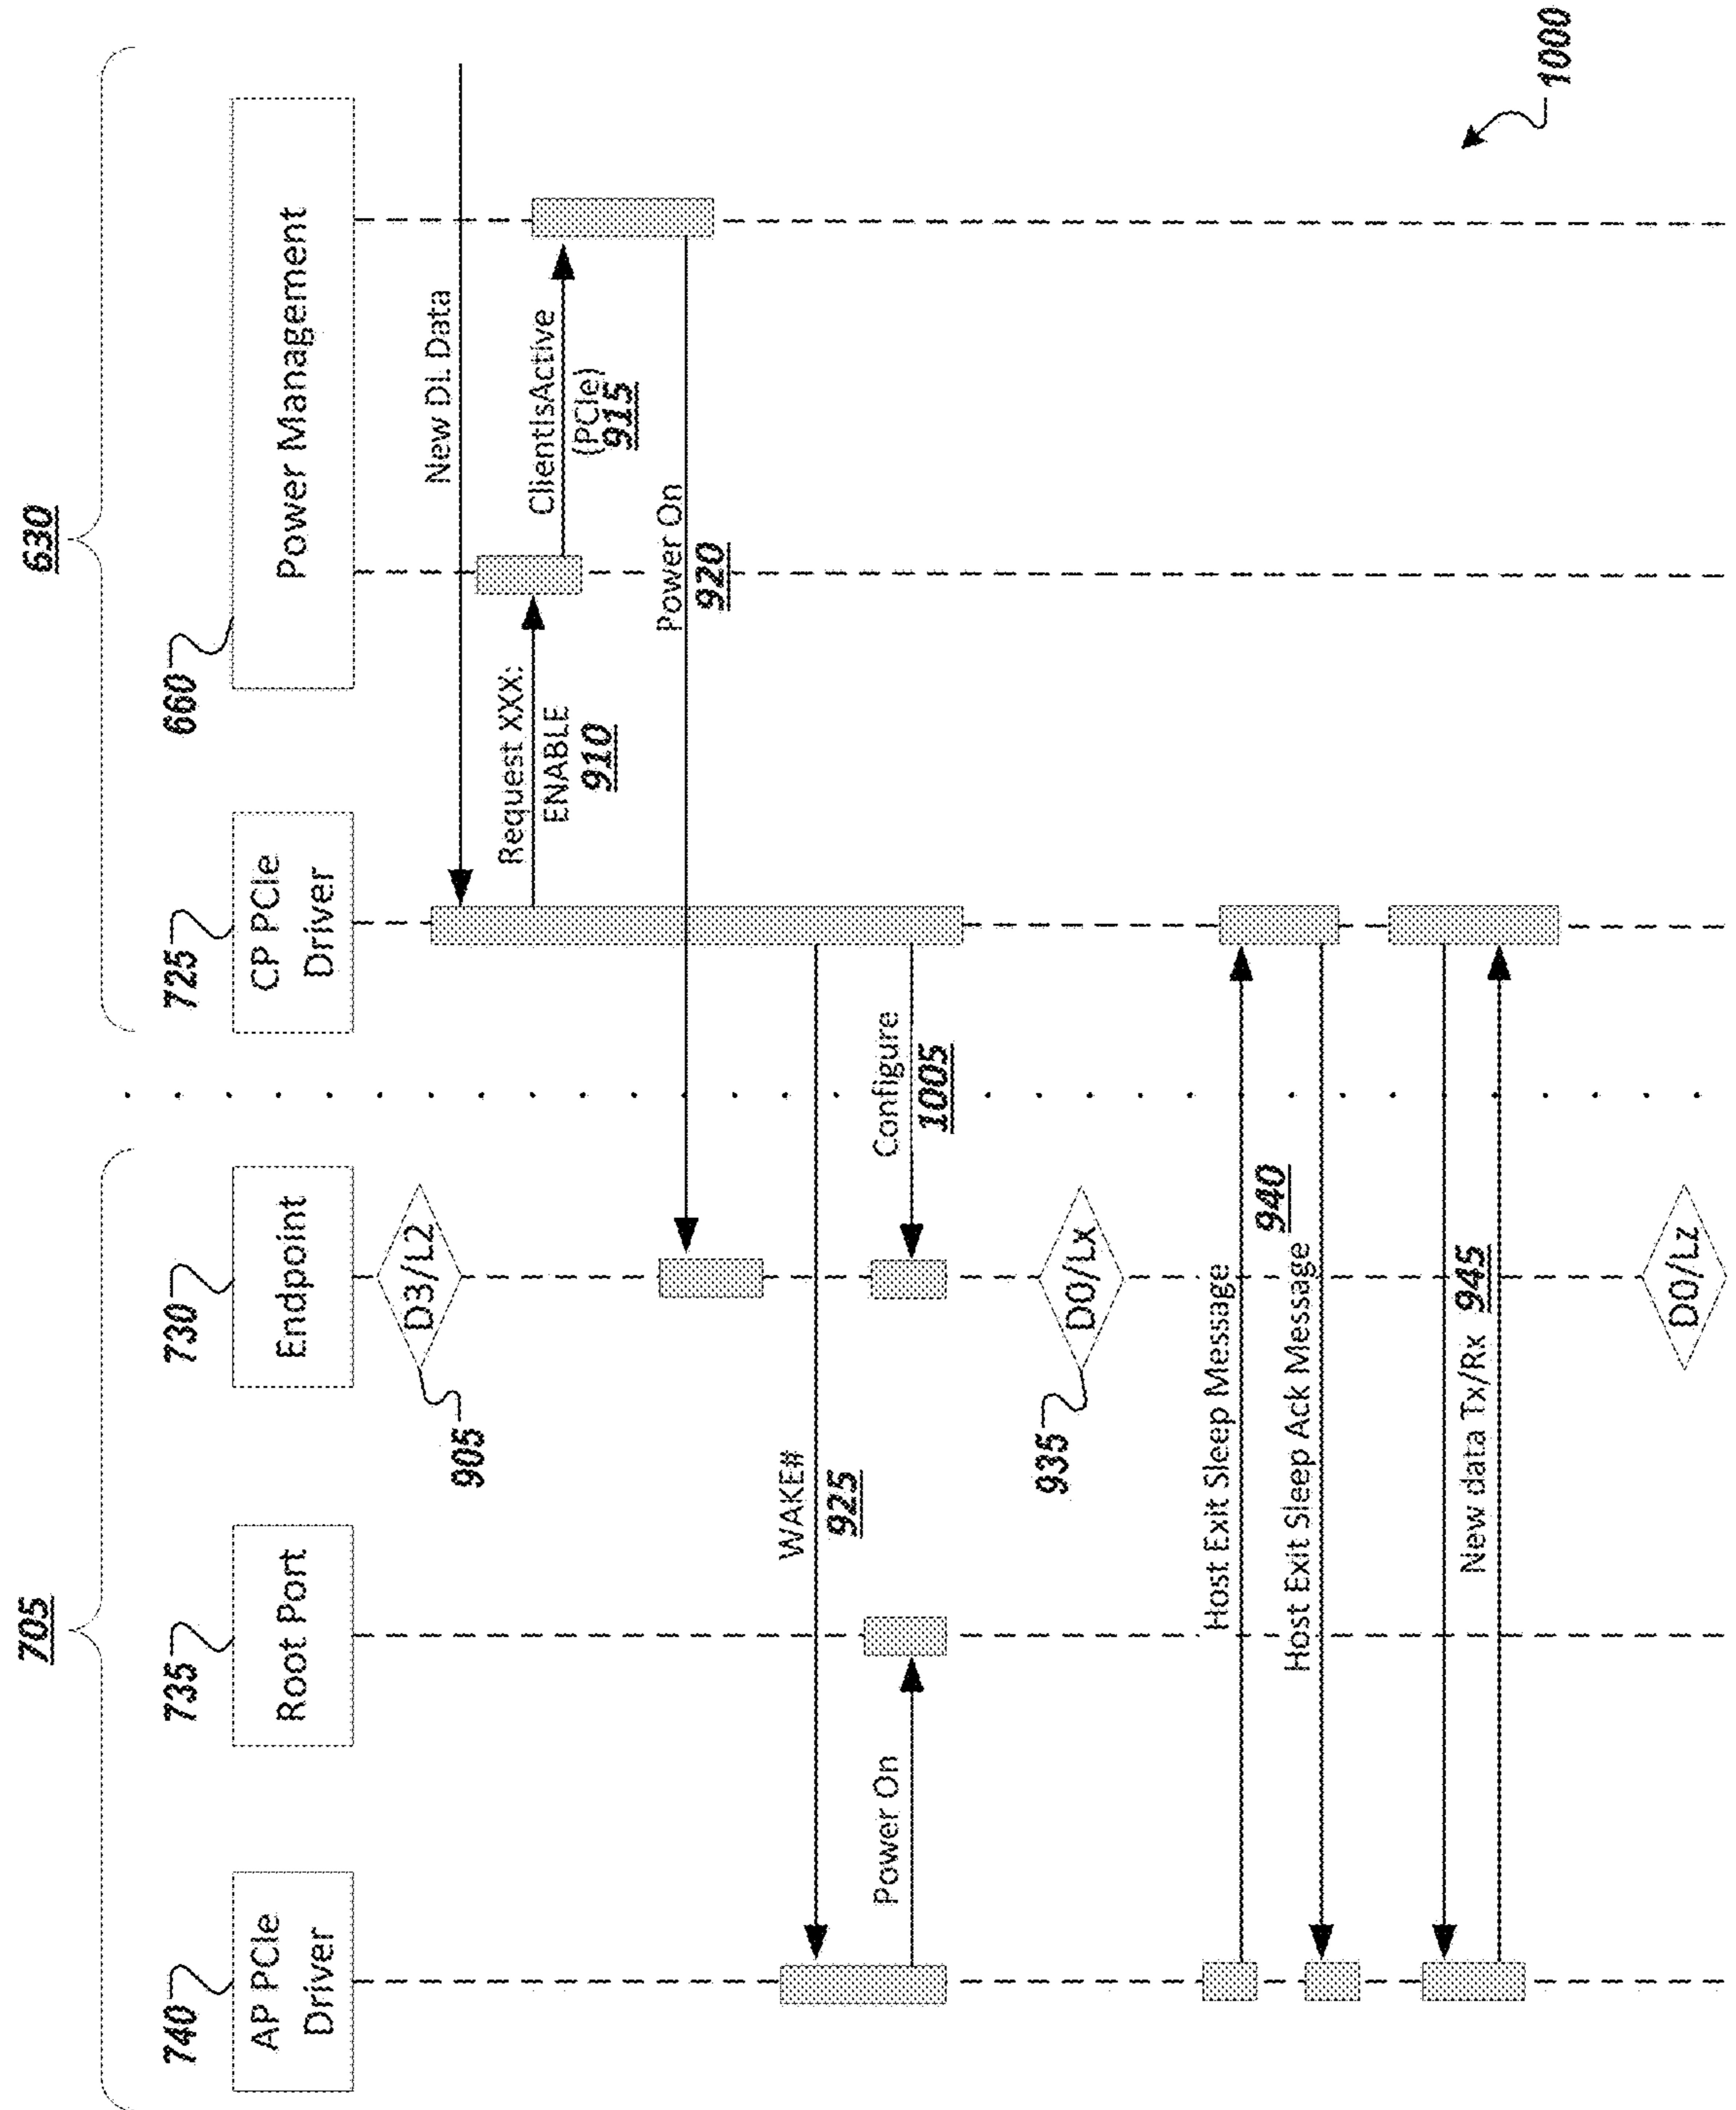 705
630
740
735
730
725
660
AP PCIe
Driver
Root Port
Endpoint
CP PCIe
Driver
Power Management
D3/L2
905
New DL Data
Request XXX:
ENABLE
910
ClientIsActive
(PCIe)
915
Power On
920
WAKE#
925
Power On
Configure
1005
D0/Lx
935
Host Exit Sleep Message
940
Host Exit Sleep Ack Message
New data Tx/Rx 945
D0/Lz
1000